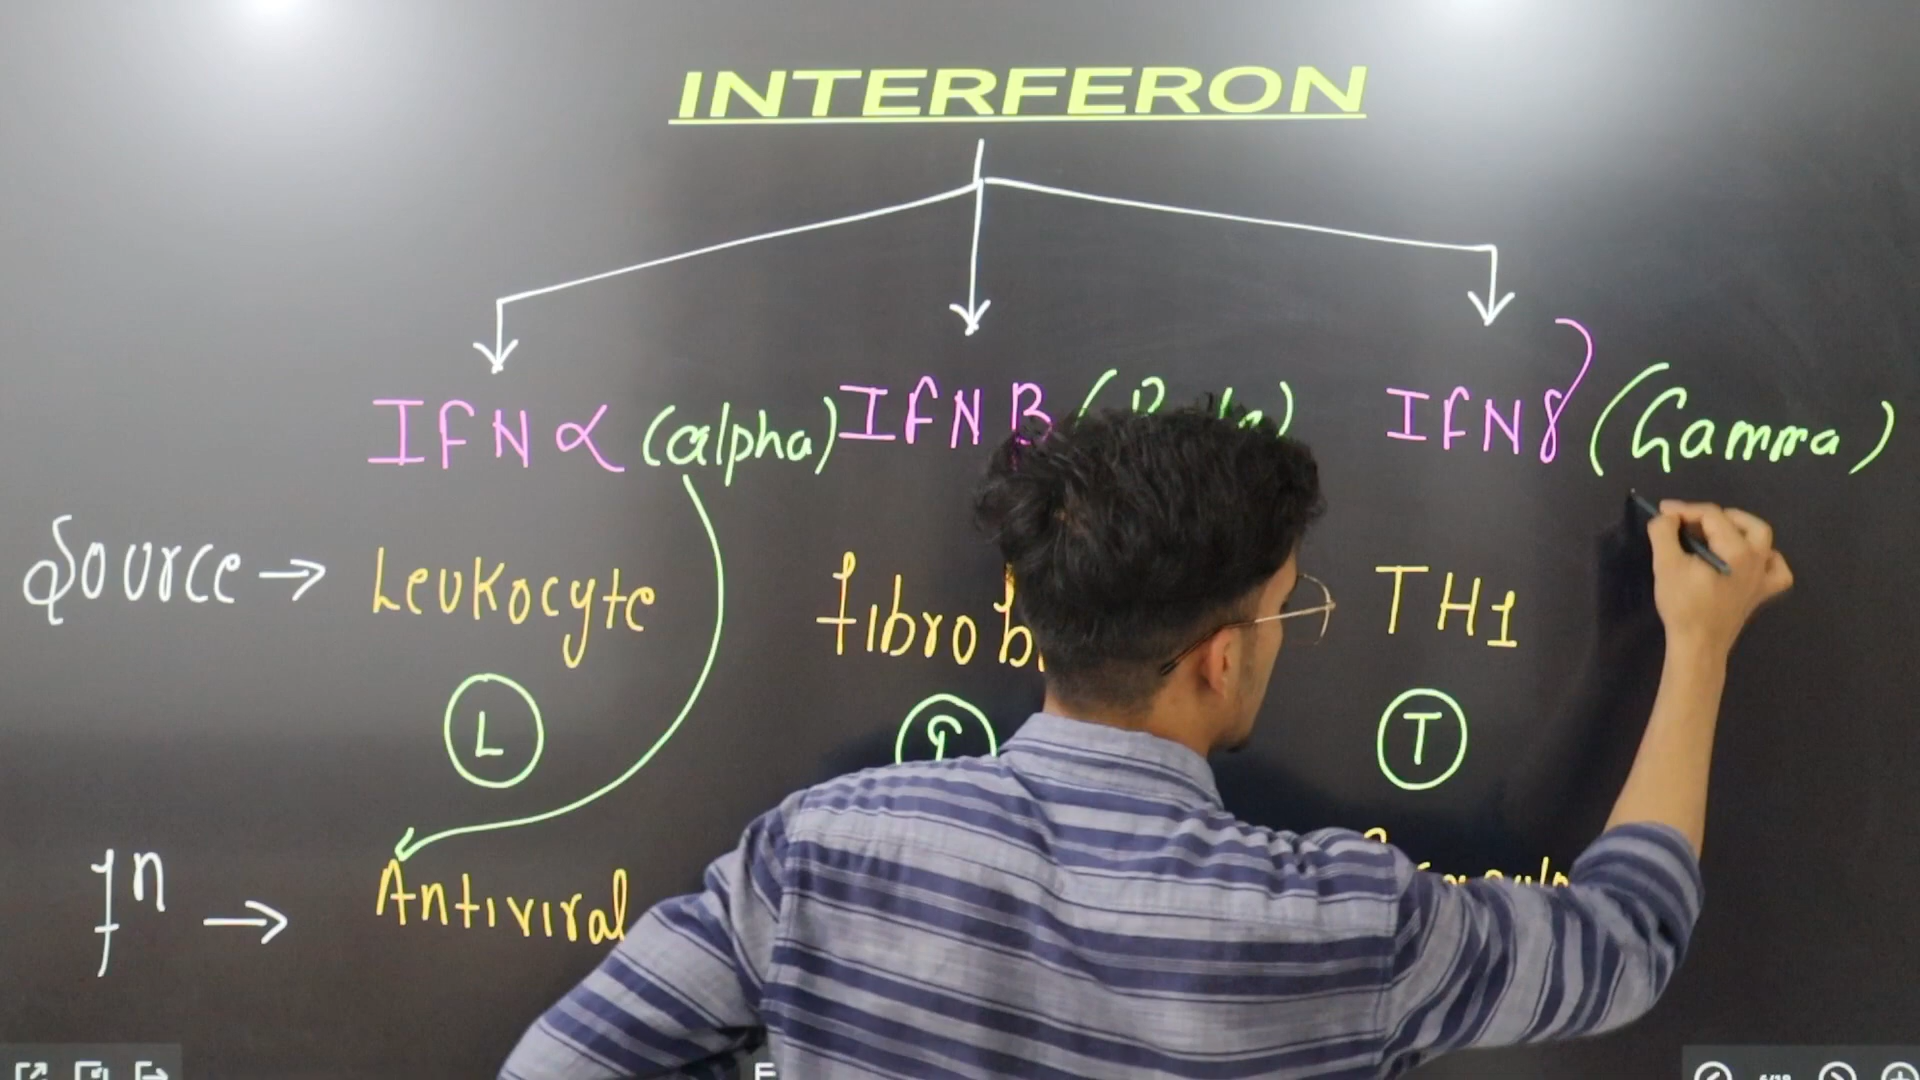 INTERFERON
IFN α (alpha) IFN β IFN γ (Gamma)
Source → Leukocyte TH1
L T
fn → Antiviral